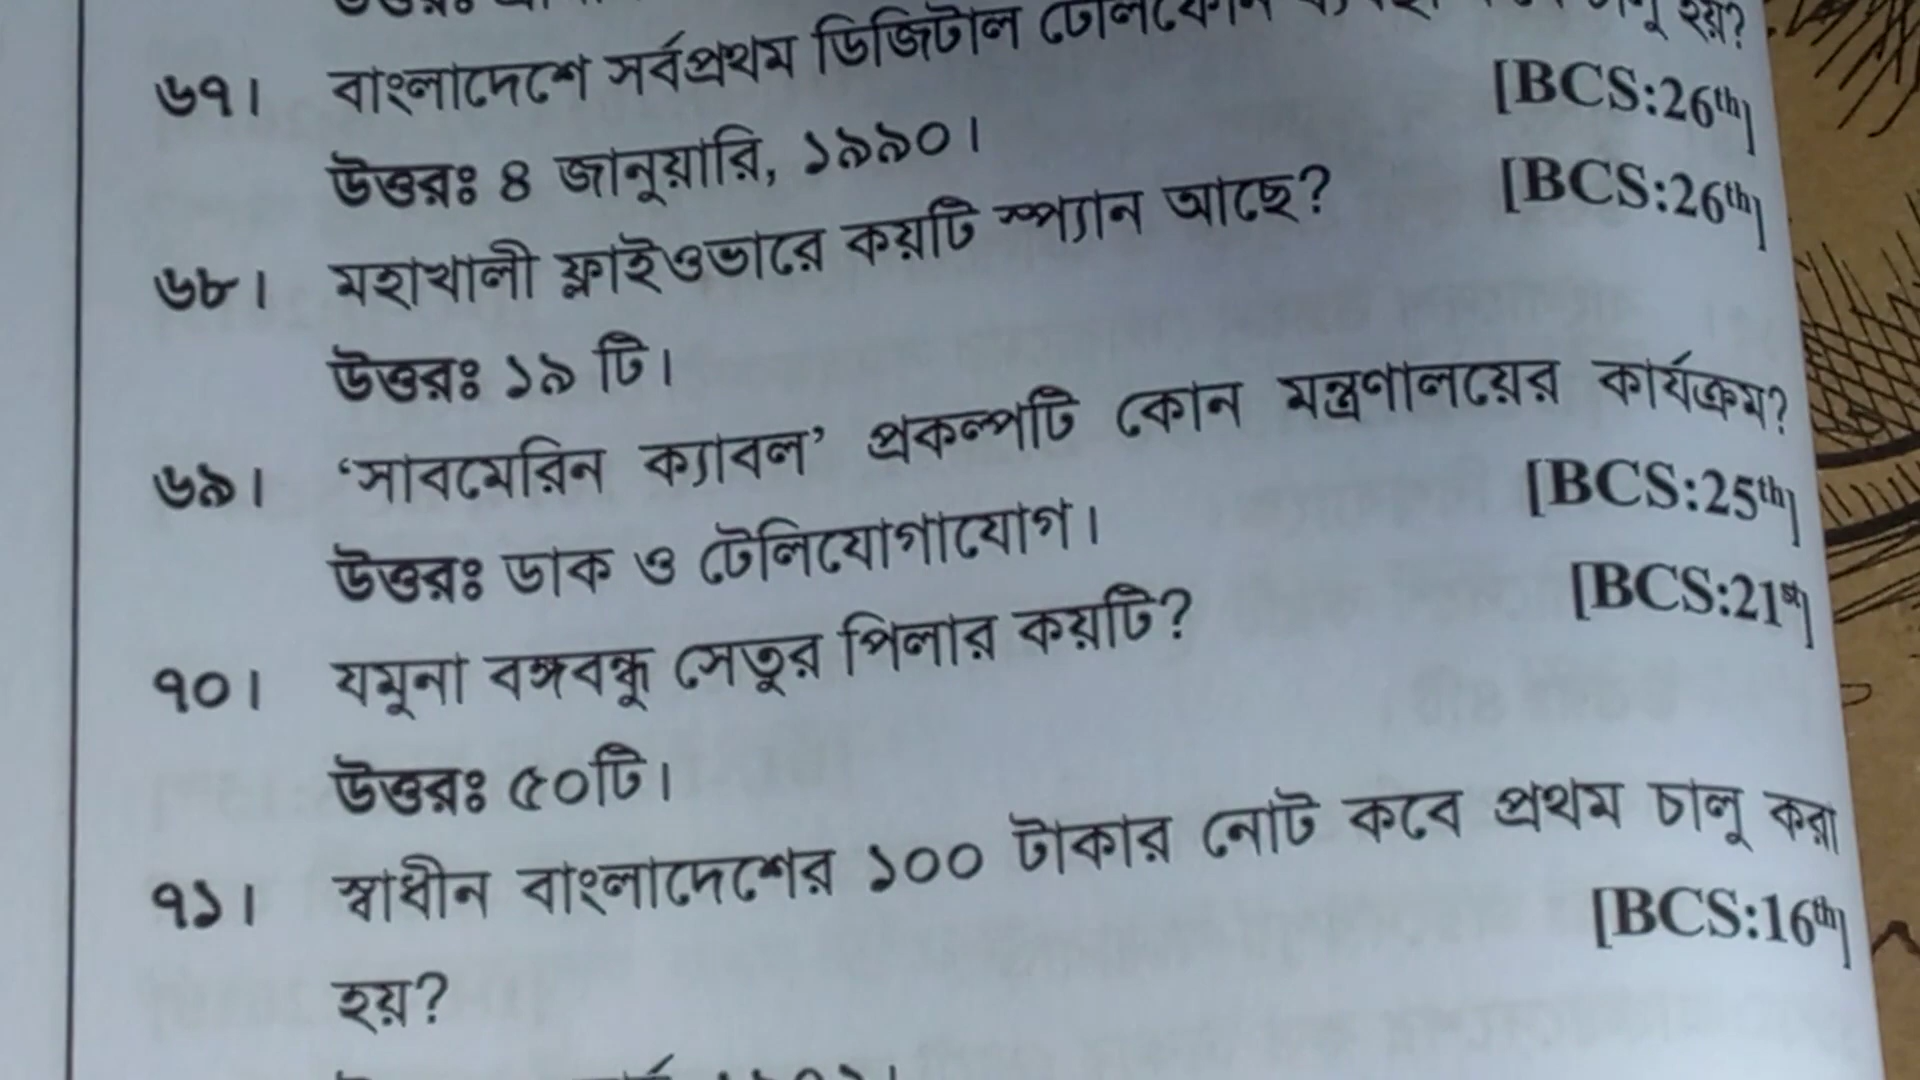 ৬৭। বাংলাদেশে সর্বপ্রথম ডিজিটাল টেলিফোন চালু হয়?
[BCS:26th]
উত্তরঃ ৪ জানুয়ারি, ১৯৯০।
৬৮। মহাখালী ফ্লাইওভারে কয়টি স্প্যান আছে? [BCS:26th]
উত্তরঃ ১৯ টি।
৬৯। ‘সাবমেরিন ক্যাবল’ প্রকল্পটি কোন মন্ত্রণালয়ের কার্যক্রম?
[BCS:25th]
উত্তরঃ ডাক ও টেলিযোগাযোগ।
৭০। যমুনা বঙ্গবন্ধু সেতুর পিলার কয়টি? [BCS:21st]
উত্তরঃ ৫০টি।
৭১। স্বাধীন বাংলাদেশের ১০০ টাকার নোট কবে প্রথম চালু করা
হয়? [BCS:16th]